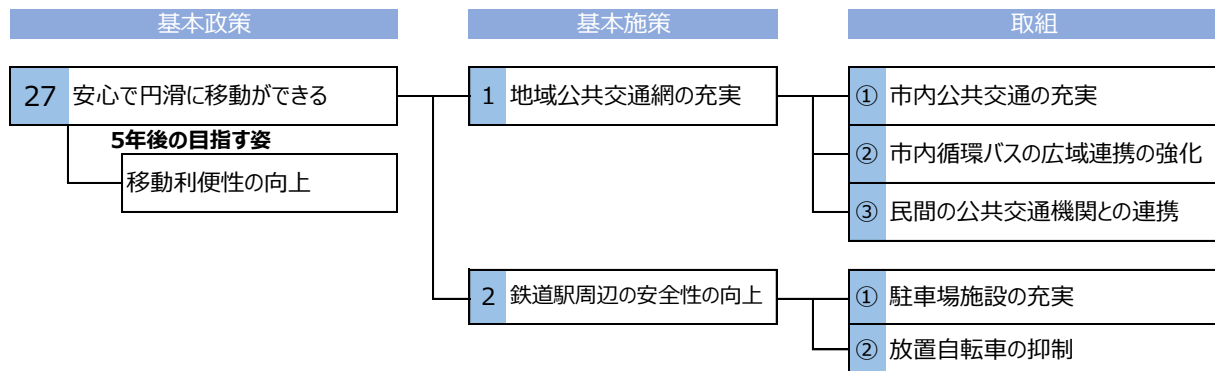 基本政策
基本施策
取組
27 安心で円滑に移動ができる
5年後の目指す姿
移動利便性の向上
1 地域公共交通網の充実
① 市内公共交通の充実
② 市内循環バスの広域連携の強化
③ 民間の公共交通機関との連携
2 鉄道駅周辺の安全性の向上
① 駐車場施設の充実
② 放置自転車の抑制